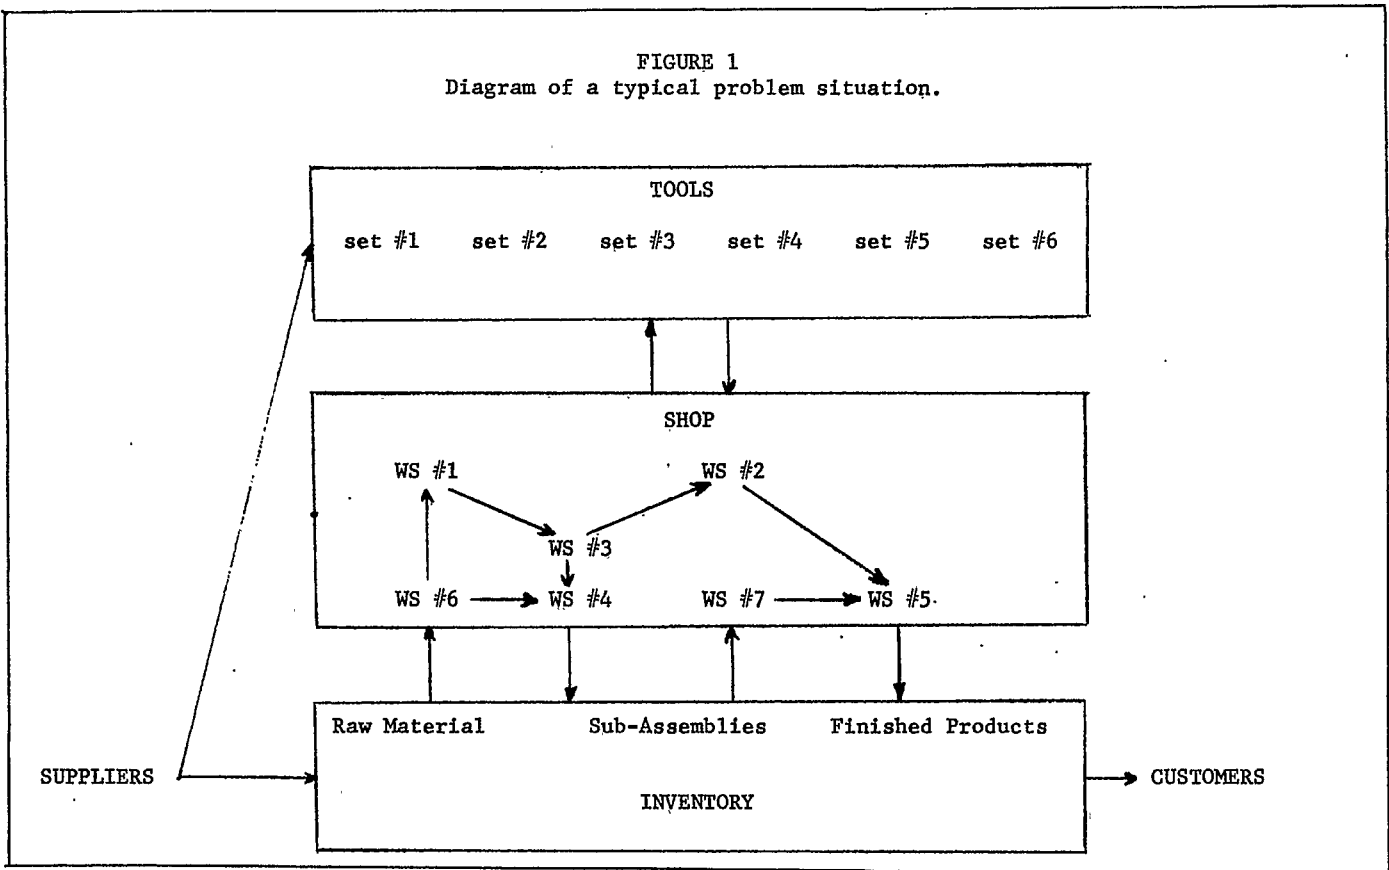 FIGURE 1
Diagram of a typical problem situation.
TOOLS
set #1 set #2 set #3 set #4 set #5 set #6
SHOP
WS #1 WS #2
WS #3
WS #6 WS #4 WS #7 WS #5
Raw Material Sub-Assemblies Finished Products
SUPPLIERS CUSTOMERS
INVENTORY